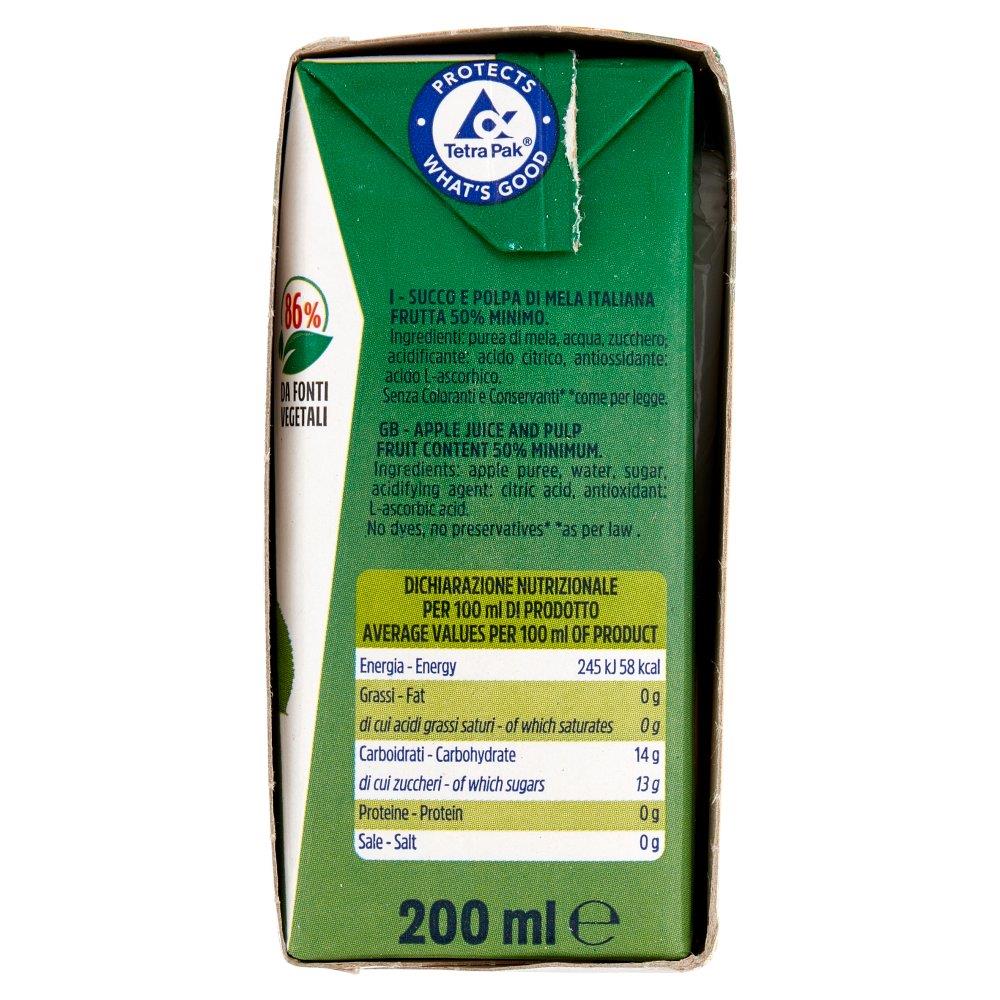 PROTECTS
Tetra Pak®
WHAT'S GOOD
86%
DA FONTI
VEGETALI
I - SUCCO E POLPA DI MELA ITALIANA
FRUTTA 50% MINIMO.
Ingredienti: purea di mela, acqua, zucchero,
acidificante: acido citrico, antiossidante:
acido L-ascorbico.
Senza Coloranti e Conservanti* *come per legge.
GB - APPLE JUICE AND PULP
FRUIT CONTENT 50% MINIMUM.
Ingredients: apple puree, water, sugar,
acidifying agent: citric acid, antioxidant:
L-ascorbic acid.
No dyes, no preservatives* *as per law .
DICHIARAZIONE NUTRIZIONALE
PER 100 ml DI PRODOTTO
AVERAGE VALUES PER 100 ml OF PRODUCT
Energia - Energy 245 kJ 58 kcal
Grassi - Fat 0 g
di cui acidi grassi saturi - of which saturates 0 g
Carboidrati - Carbohydrate 14 g
di cui zuccheri - of which sugars 13 g
Proteine - Protein 0 g
Sale - Salt 0 g
200 ml ℮